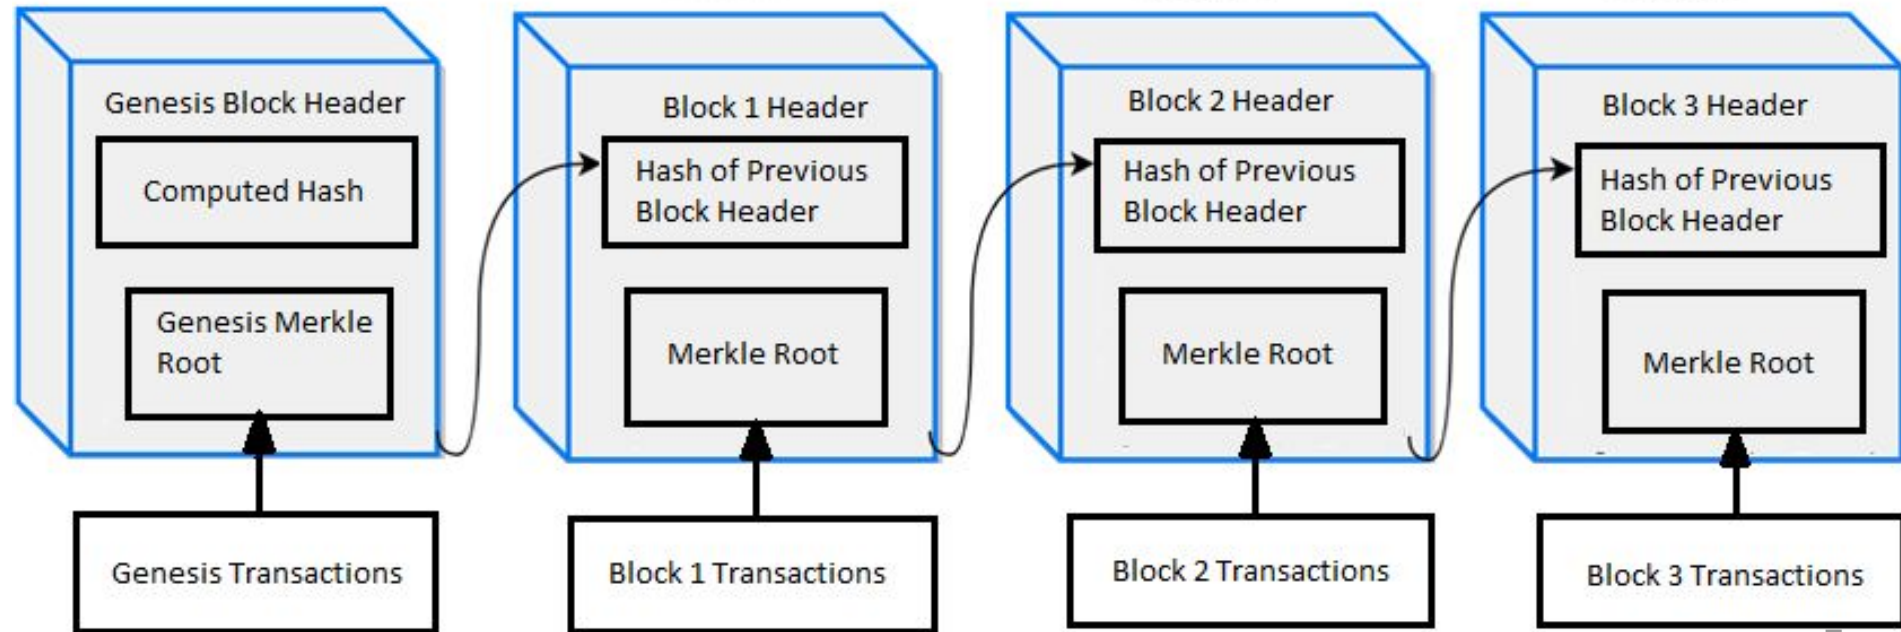 Genesis Block Header
Computed Hash
Genesis Merkle
Root
Genesis Transactions
Block 1 Header
Hash of Previous
Block Header
Merkle Root
Block 1 Transactions
Block 2 Header
Hash of Previous
Block Header
Merkle Root
Block 2 Transactions
Block 3 Header
Hash of Previous
Block Header
Merkle Root
Block 3 Transactions